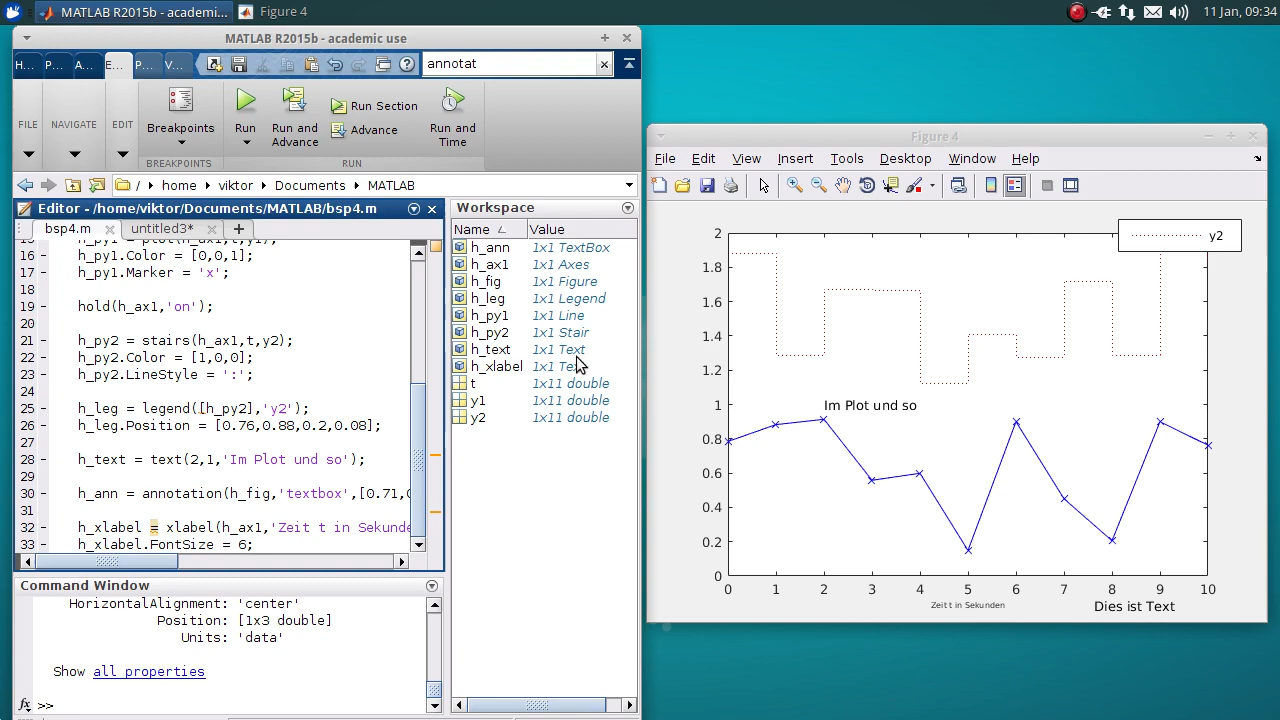 MATLAB R2015b - academi...
Figure 4
11 Jan, 09:34
MATLAB R2015b - academic use
H... P... A... E... P... V...
annotat
FILE
NAVIGATE
EDIT
Breakpoints
BREAKPOINTS
Run
Run and
Advance
Run Section
Advance
Run and
Time
RUN
/ home viktor Documents MATLAB
Editor - /home/viktor/Documents/MATLAB/bsp4.m
bsp4.m
untitled3*
h_py1 = plot(h_ax1,t,y1);
16 - h_py1.Color = [0,0,1];
17 - h_py1.Marker = 'x';
18
19 - hold(h_ax1,'on');
20
21 - h_py2 = stairs(h_ax1,t,y2);
22 - h_py2.Color = [1,0,0];
23 - h_py2.LineStyle = ':';
24
25 - h_leg = legend([h_py2],'y2');
26 - h_leg.Position = [0.76,0.88,0.2,0.08];
27
28 - h_text = text(2,1,'Im Plot und so');
29
30 - h_ann = annotation(h_fig,'textbox',[0.71,0
31
32 - h_xlabel = xlabel(h_ax1,'Zeit t in Sekunde
33 - h_xlabel.FontSize = 6;
Workspace
Name Value
h_ann 1x1 TextBox
h_ax1 1x1 Axes
h_fig 1x1 Figure
h_leg 1x1 Legend
h_py1 1x1 Line
h_py2 1x1 Stair
h_text 1x1 Text
h_xlabel 1x1 Text
t 1x11 double
y1 1x11 double
y2 1x11 double
Command Window
HorizontalAlignment: 'center'
Position: [1x3 double]
Units: 'data'
Show all properties
fx >>
Figure 4
File Edit View Insert Tools Desktop Window Help
y2
2
1.8
1.6
1.4
1.2
1
0.8
0.6
0.4
0.2
0
Im Plot und so
0 1 2 3 4 5 6 7 8 9 10
Zeit t in Sekunden
Dies ist Text